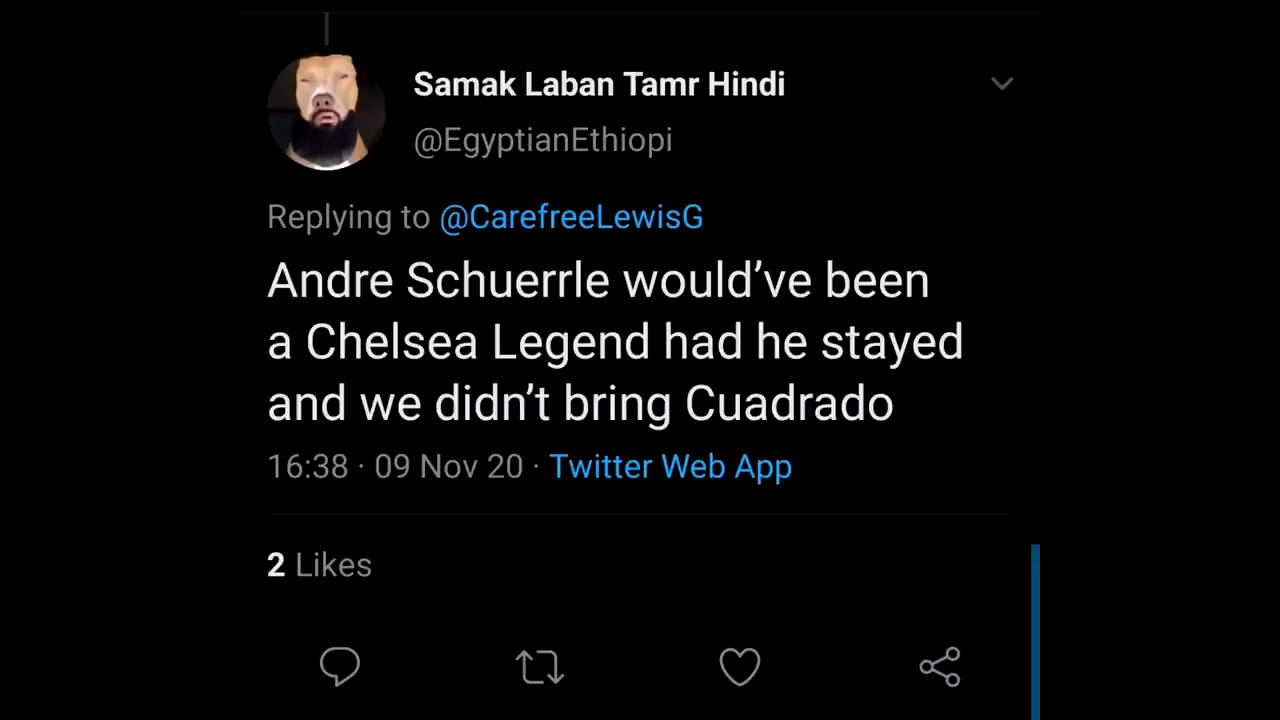 Samak Laban Tamr Hindi
@EgyptianEthiopi
Replying to @CarefreeLewisG
Andre Schuerrle would’ve been
a Chelsea Legend had he stayed
and we didn’t bring Cuadrado
16:38 · 09 Nov 20 · Twitter Web App
2 Likes